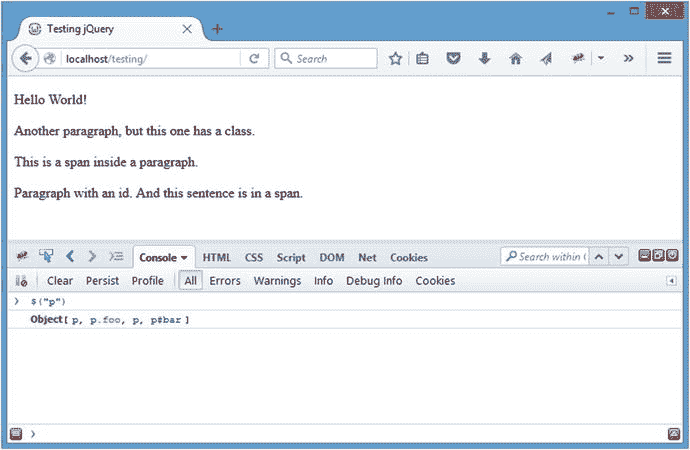 Testing jQuery
localhost/testing/
Search
Hello World!
Another paragraph, but this one has a class.
This is a span inside a paragraph.
Paragraph with an id. And this sentence is in a span.
Console HTML CSS Script DOM Net Cookies
Search within
Clear Persist Profile All Errors Warnings Info Debug Info Cookies
$("p")
Object[ p, p.foo, p, p#bar ]